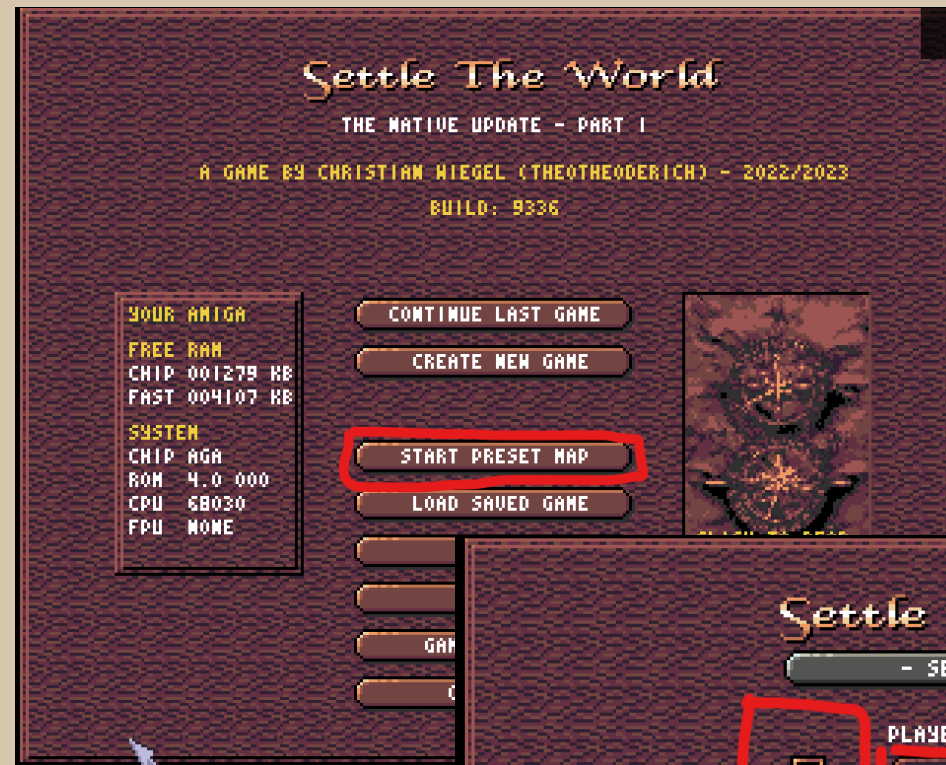 Settle The World
THE NATIVE UPDATE - PART I
A GAME BY CHRISTIAN WIEGEL (THEOTHEODERICH) - 2022/2023
BUILD: 9336
YOUR AMIGA
FREE RAM
CHIP 001279 KB
FAST 004107 KB
SYSTEM
CHIP AGA
ROM 4.0 000
CPU 68030
FPU NONE
CONTINUE LAST GAME
CREATE NEW GAME
START PRESET MAP
LOAD SAVED GAME
Settle